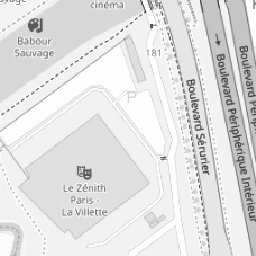 cinéma
Babour
Sauvage
181
P
Le Zénith
Paris -
La Villette
Boulevard Sérurier
Boulevard Périphérique Intérieur